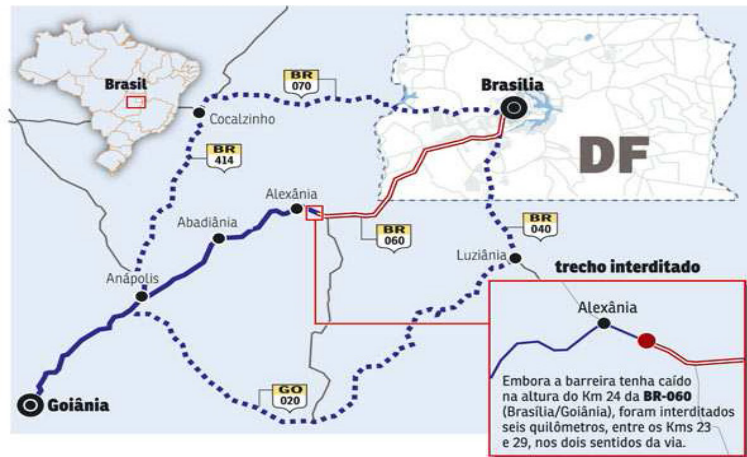 Brasil
BR
070
Brasília
Cocalzinho
DF
BR
414
Alexânia
Abadiânia
BR
060
BR
040
Luziânia
Anápolis
trecho interditado
Alexânia
GO
020
Goiânia
Embora a barreira tenha caído
na altura do Km 24 da BR-060
(Brasília/Goiânia), foram interditados
seis quilômetros, entre os Kms 23
e 29, nos dois sentidos da via.